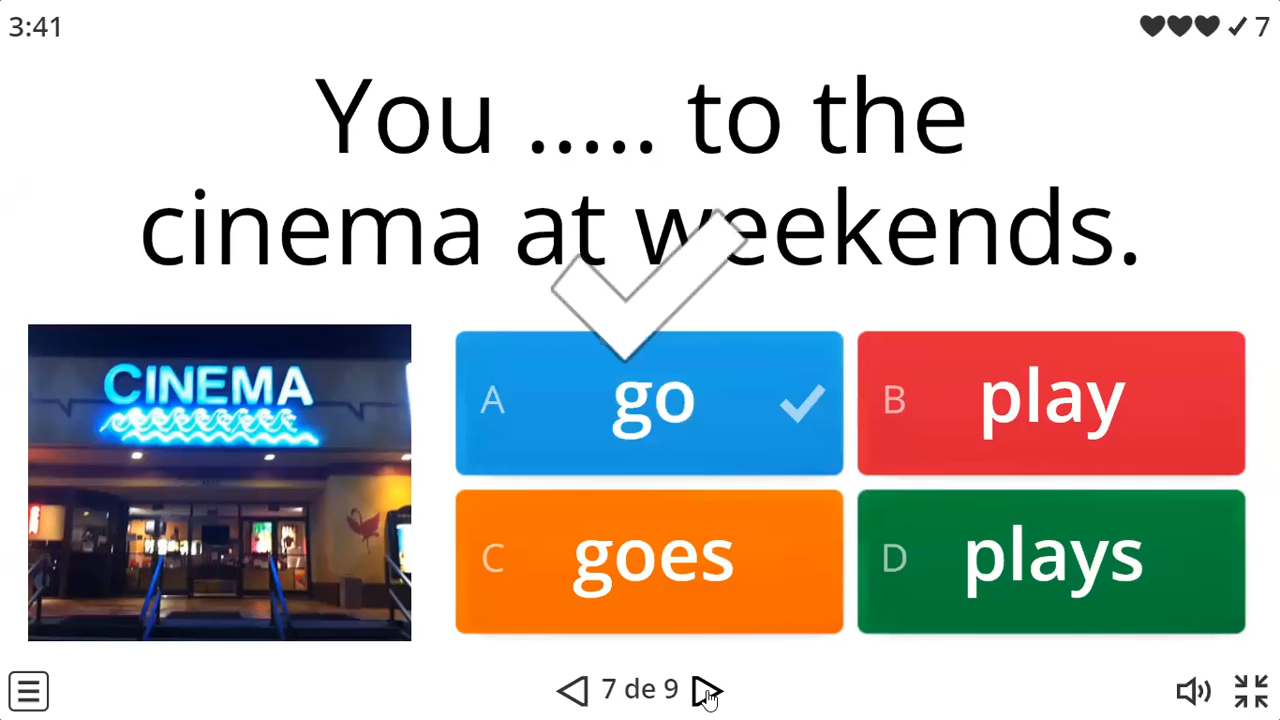 3:41
7
You ..... to the
cinema at weekends.
CINEMA
A go
B play
C goes
D plays
7 de 9